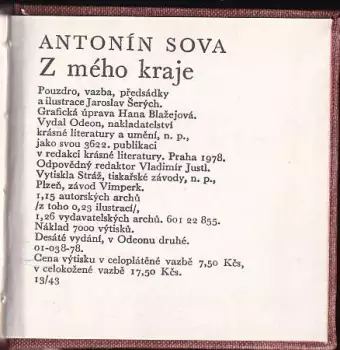 ANTONÍN SOVA
Z mého kraje
Pouzdro, vazba, předsádky
a ilustrace Jaroslav Šerých.
Grafická úprava Hana Blažejová.
Vydal Odeon, nakladatelství
krásné literatury a umění, n. p.,
jako svou 3622. publikaci
v redakci krásné literatury. Praha 1978.
Odpovědný redaktor Vladimír Justl.
Vytiskla Stráž, tiskařské závody, n. p.,
Plzeň, závod Vimperk.
1,15 autorských archů
/z toho 0,23 ilustrací/,
1,26 vydavatelských archů. 601 22 855.
Náklad 7000 výtisků.
Desáté vydání, v Odeonu druhé.
01-038-78.
Cena výtisku v celoplátěné vazbě 7,50 Kčs,
v celokožené vazbě 17,50 Kčs.
13/43